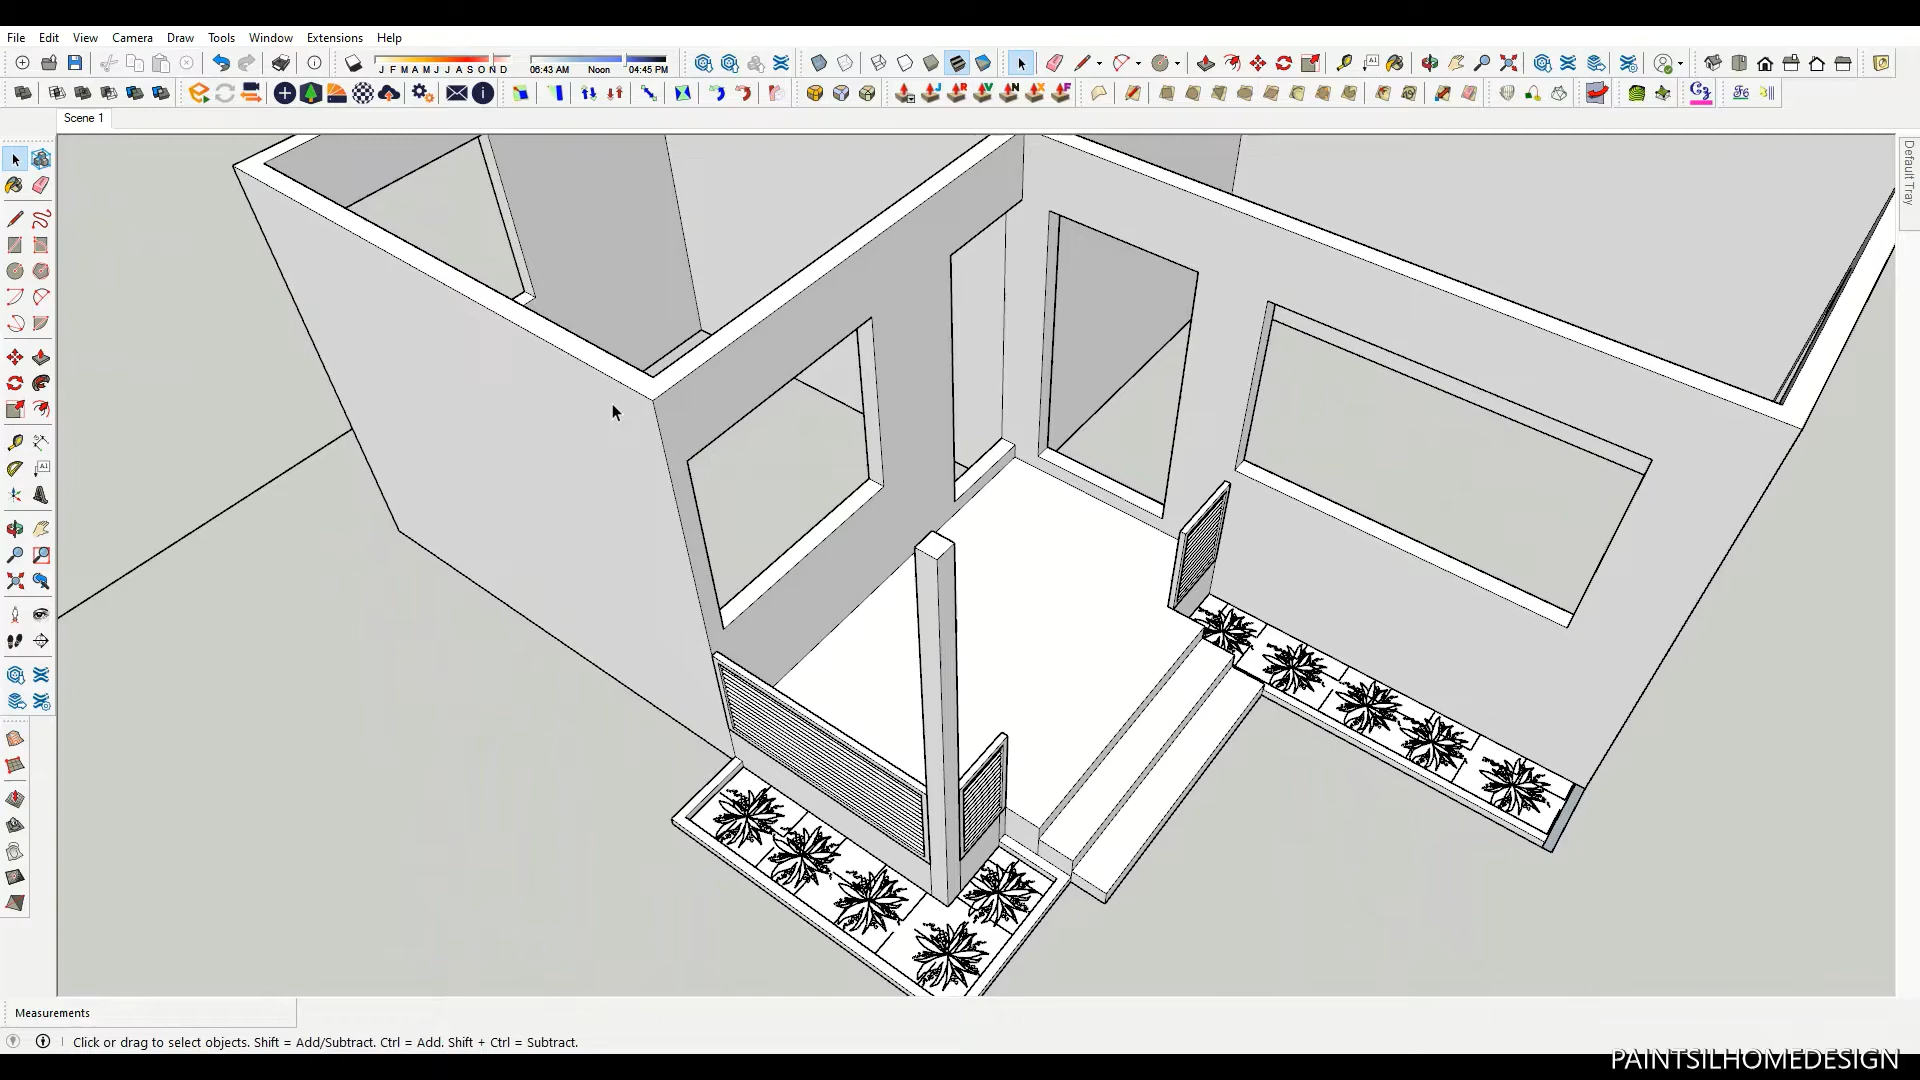 File Edit View Camera Draw Tools Window Extensions Help
J F M A M J J A S O N D
06:43 AM Noon 04:45 PM
Scene 1
Default Tray
Measurements
Click or drag to select objects. Shift = Add/Subtract. Ctrl = Add. Shift + Ctrl = Subtract.
PAINTSILHOMEDESIGN